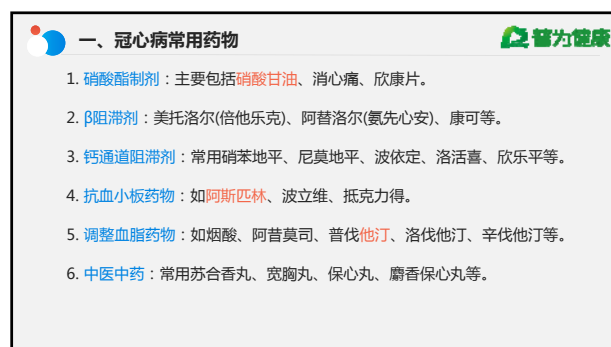 一、冠心病常用药物
普为健康
1. 硝酸酯制剂：主要包括硝酸甘油、消心痛、欣康片。
2. β阻滞剂：美托洛尔(倍他乐克)、阿替洛尔(氨先心安)、康可等。
3. 钙通道阻滞剂：常用硝苯地平、尼莫地平、波依定、洛活喜、欣乐平等。
4. 抗血小板药物：如阿斯匹林、波立维、抵克力得。
5. 调整血脂药物：如烟酸、阿昔莫司、普伐他汀、洛伐他汀、辛伐他汀等。
6. 中医中药：常用苏合香丸、宽胸丸、保心丸、麝香保心丸等。